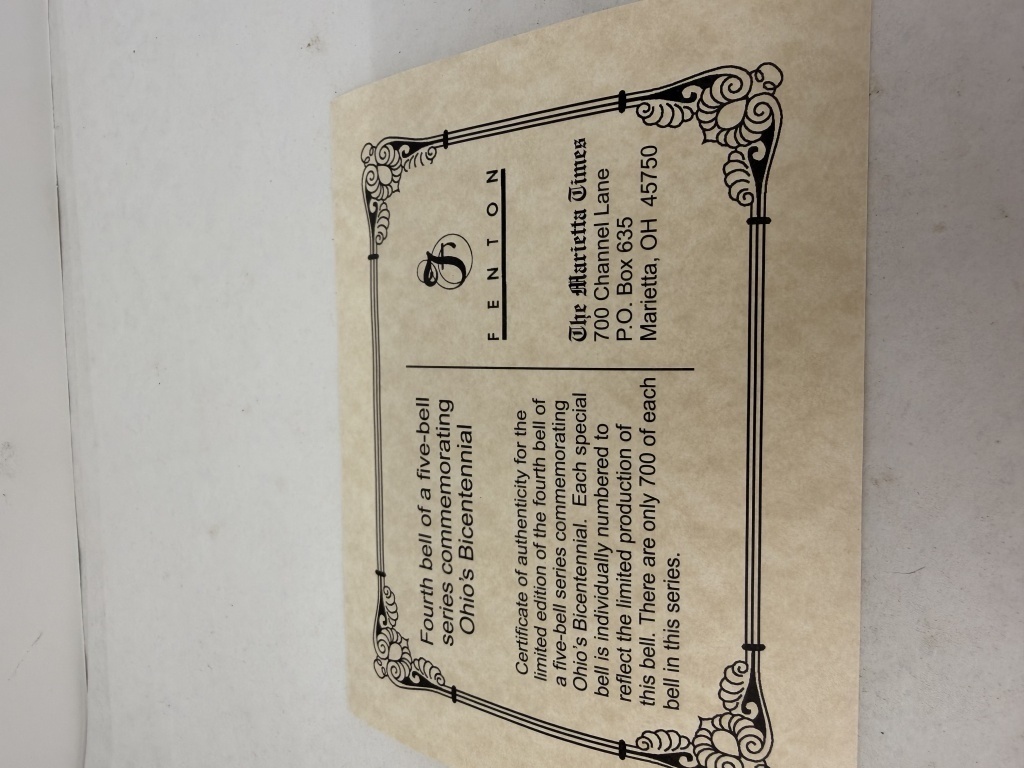 Fourth bell of a five-bell
series commemorating
Ohio's Bicentennial
Certificate of authenticity for the
limited edition of the fourth bell of
a five-bell series commemorating
Ohio's Bicentennial. Each special
bell is individually numbered to
reflect the limited production of
this bell. There are only 700 of each
bell in this series.
F
FENTON
The Marietta Times
700 Channel Lane
P.O. Box 635
Marietta, OH 45750